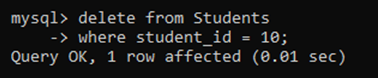 mysql> delete from Students
    -> where student_id = 10;
Query OK, 1 row affected (0.01 sec)